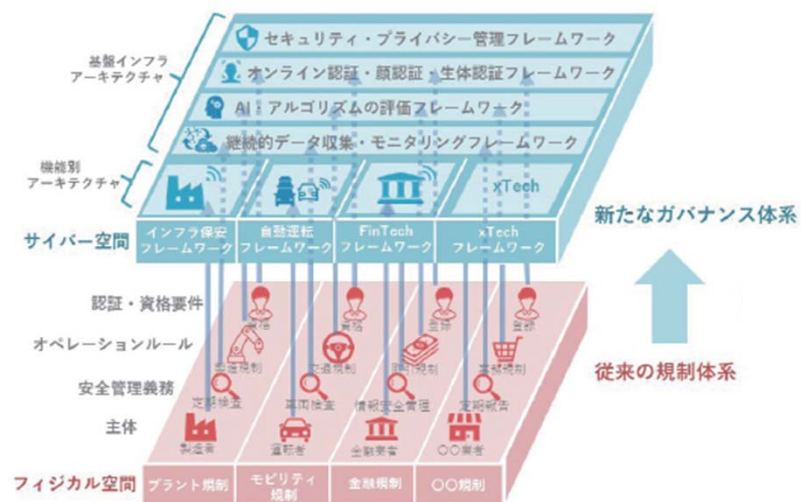 基盤インフラ
アーキテクチャ
セキュリティ・プライバシー管理フレームワーク
オンライン認証・顔認証・生体認証フレームワーク
AI・アルゴリズムの評価フレームワーク
継続的データ収集・モニタリングフレームワーク
機能別
アーキテクチャ
xTech
サイバー空間
インフラ保安
フレームワーク
自動運転
フレームワーク
FinTech
フレームワーク
xTech
フレームワーク
新たなガバナンス体系
認証・資格要件
資格
資格
登録
登録
オペレーションルール
製造規制
交通規制
取引規制
業務規制
従来の規制体系
安全管理義務
定期検査
車両検査
情報安全管理
定期報告
主体
製造者
運転者
金融業者
〇〇業者
フィジカル空間
プラント規制
モビリティ
規制
金融規制
〇〇規制